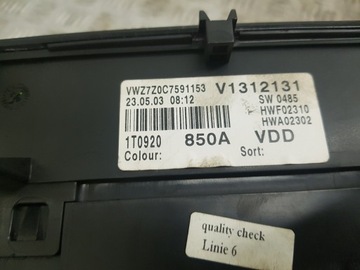 VWZ7Z0C7591153 V1312131
23.05.03 08:12 SW 0485
HWF02310
HWA02302
1T0920 850A VDD
Colour: Sort:
quality check
Linie 6